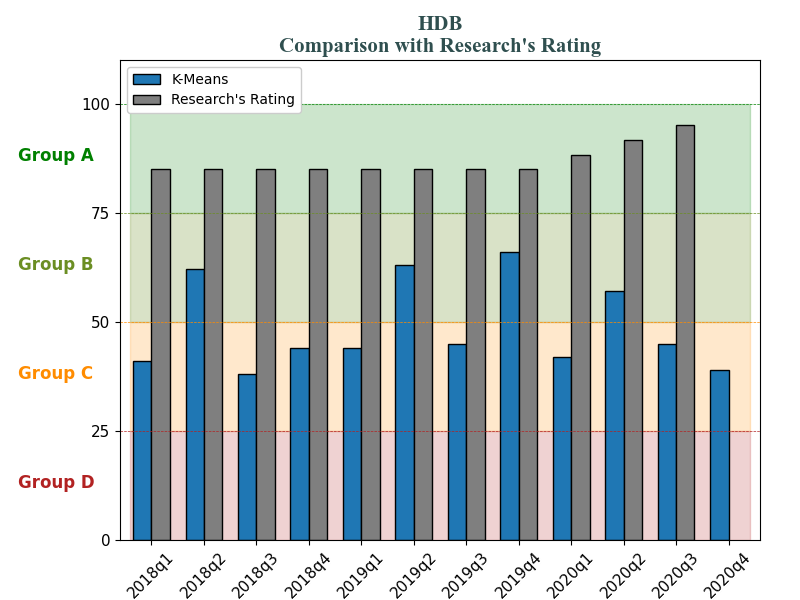 HDB
Comparison with Research's Rating
K-Means
Research's Rating
100
Group A
75
Group B
50
Group C
25
Group D
0
2018q1
2018q2
2018q3
2018q4
2019q1
2019q2
2019q3
2019q4
2020q1
2020q2
2020q3
2020q4